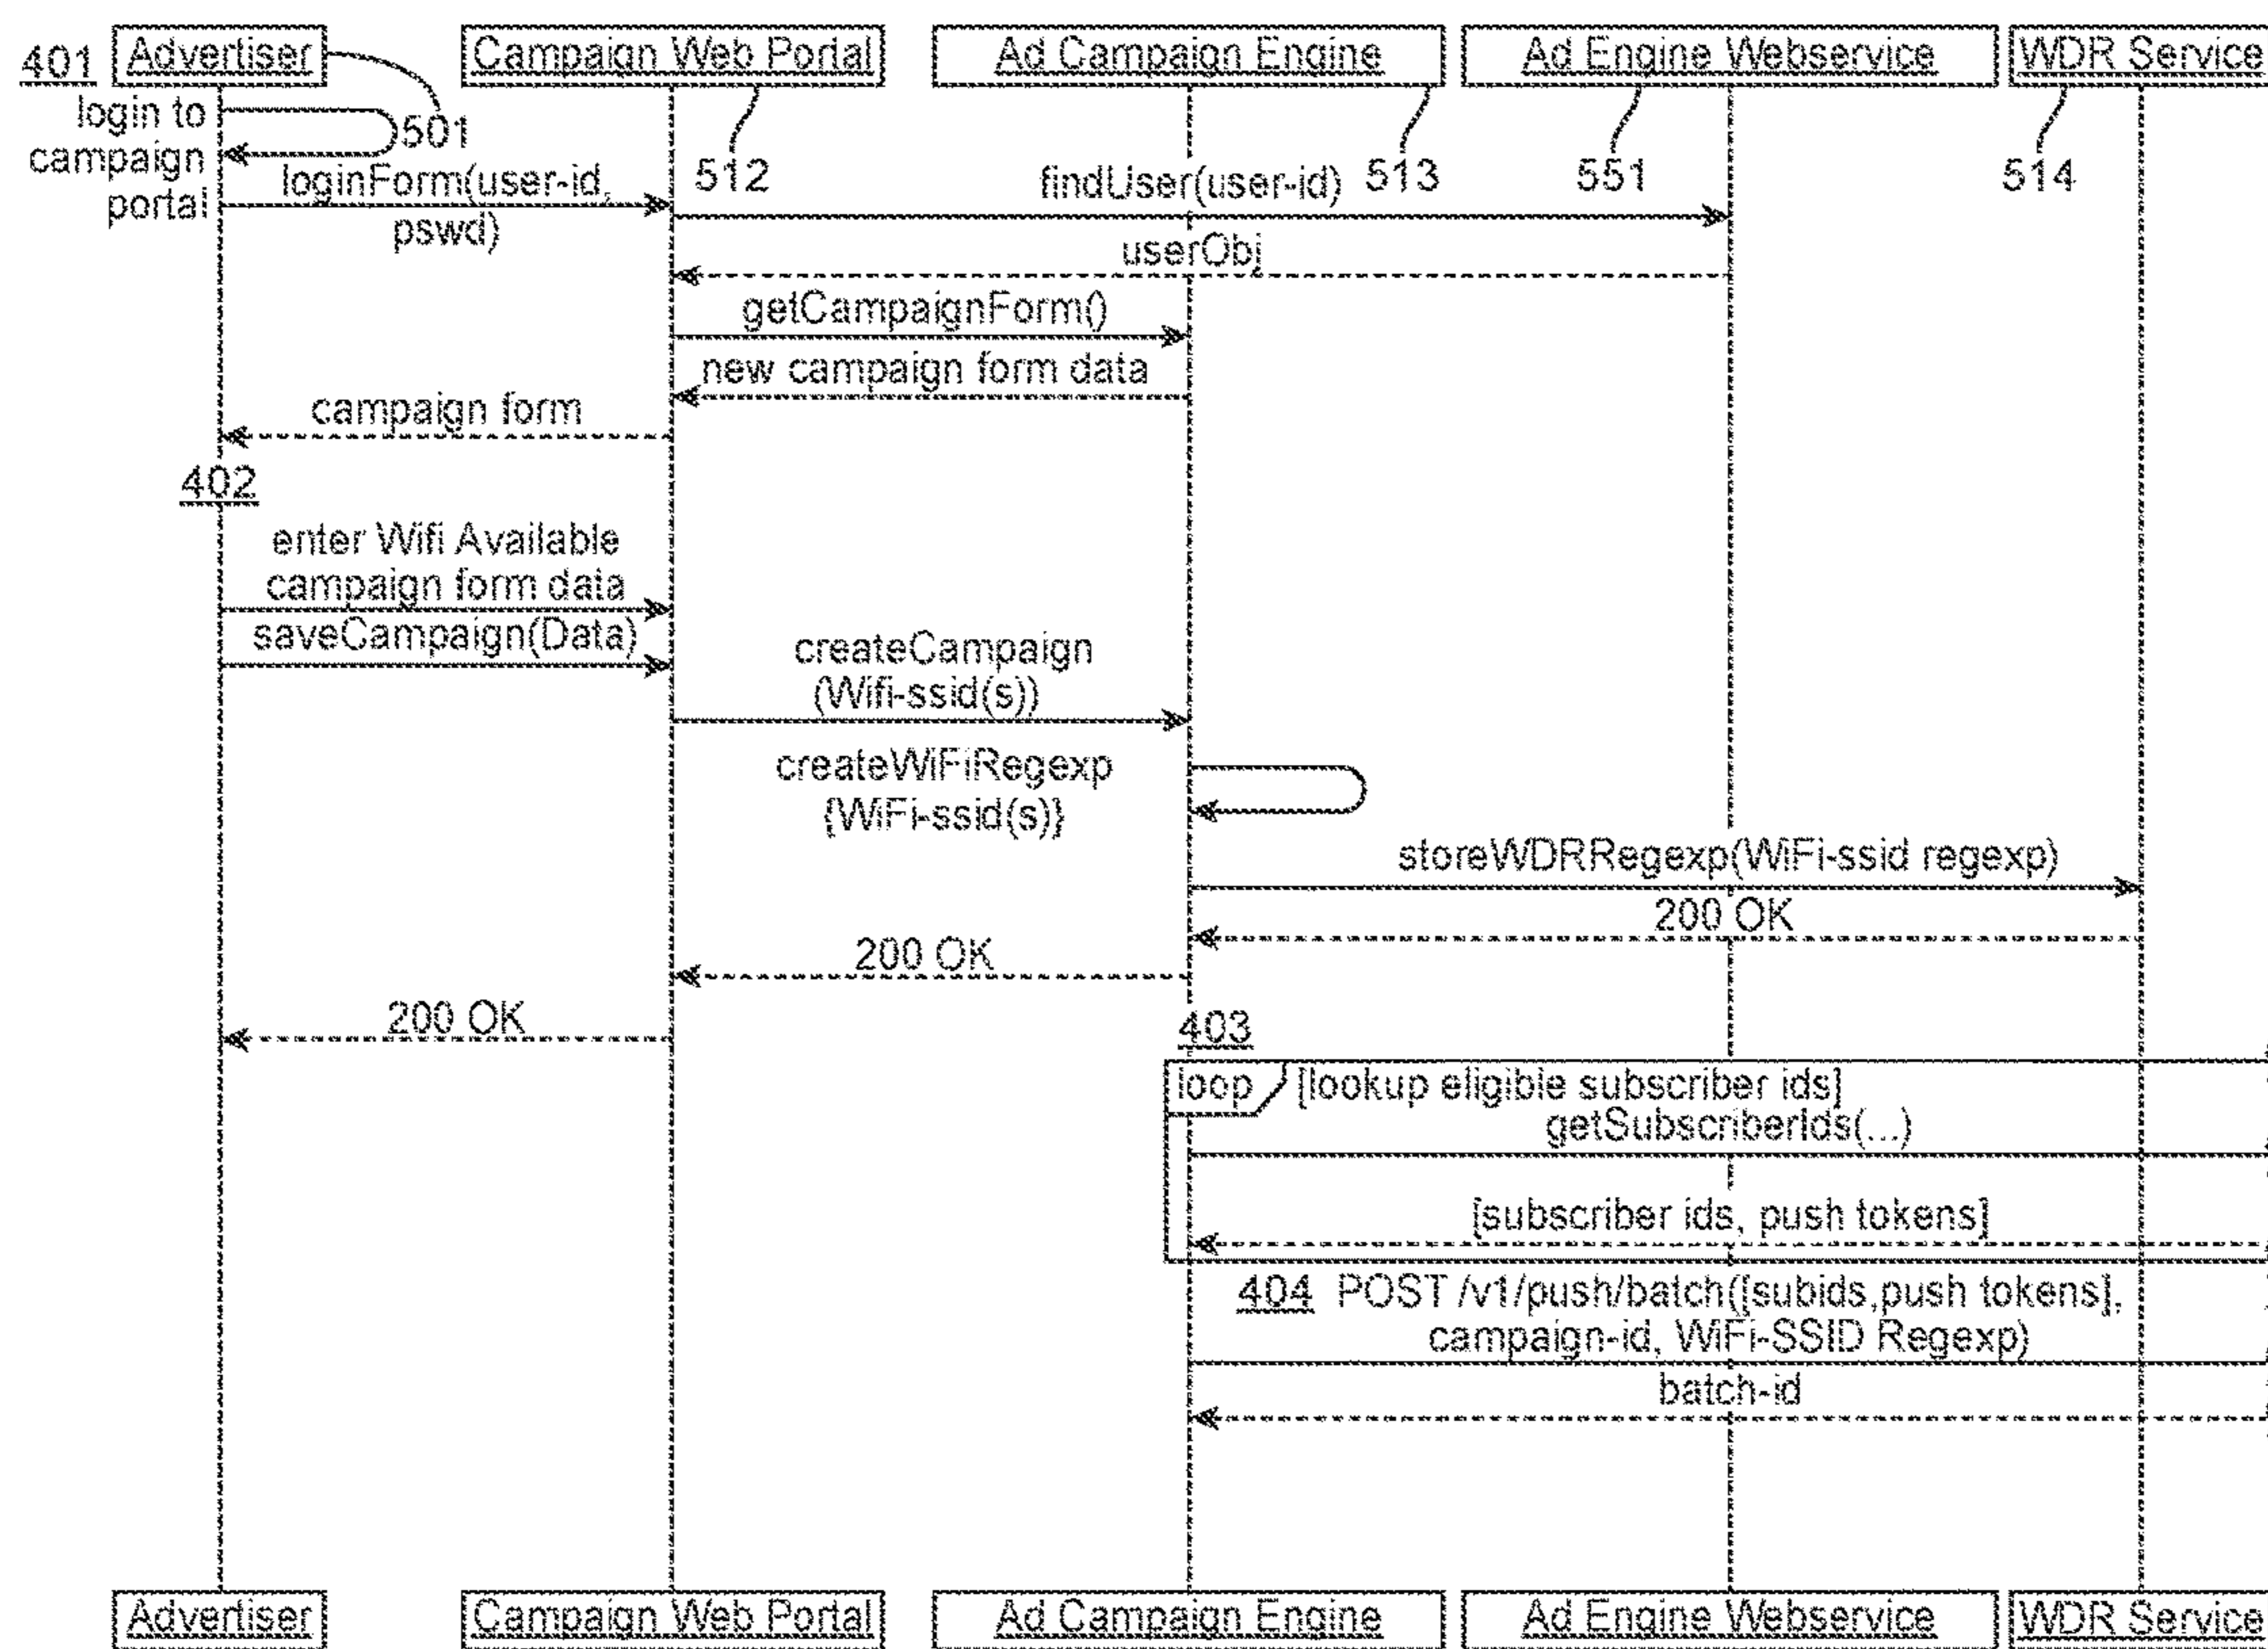 401 Advertiser Campaign Web Portal Ad Campaign Engine Ad Engine Webservice WDR Service
login to
campaign
portal
501
512
513
551
514
loginForm(user-id,
pswd)
findUser(user-id)
userObj
getCampaignForm()
new campaign form data
campaign form
402
enter Wifi Available
campaign form data
saveCampaign(Data)
createCampaign
(Wifi-ssid(s))
createWiFiRegexp
{WiFi-ssid(s)}
storeWDRRegexp(WiFi-ssid regexp)
200 OK
200 OK
200 OK
403
loop [lookup eligible subscriber ids]
getSubscriberIds(...)
[subscriber ids, push tokens]
404 POST /v1/push/batch([subids,push tokens],
campaign-id, WiFi-SSID Regexp)
batch-id
Advertiser Campaign Web Portal Ad Campaign Engine Ad Engine Webservice WDR Service